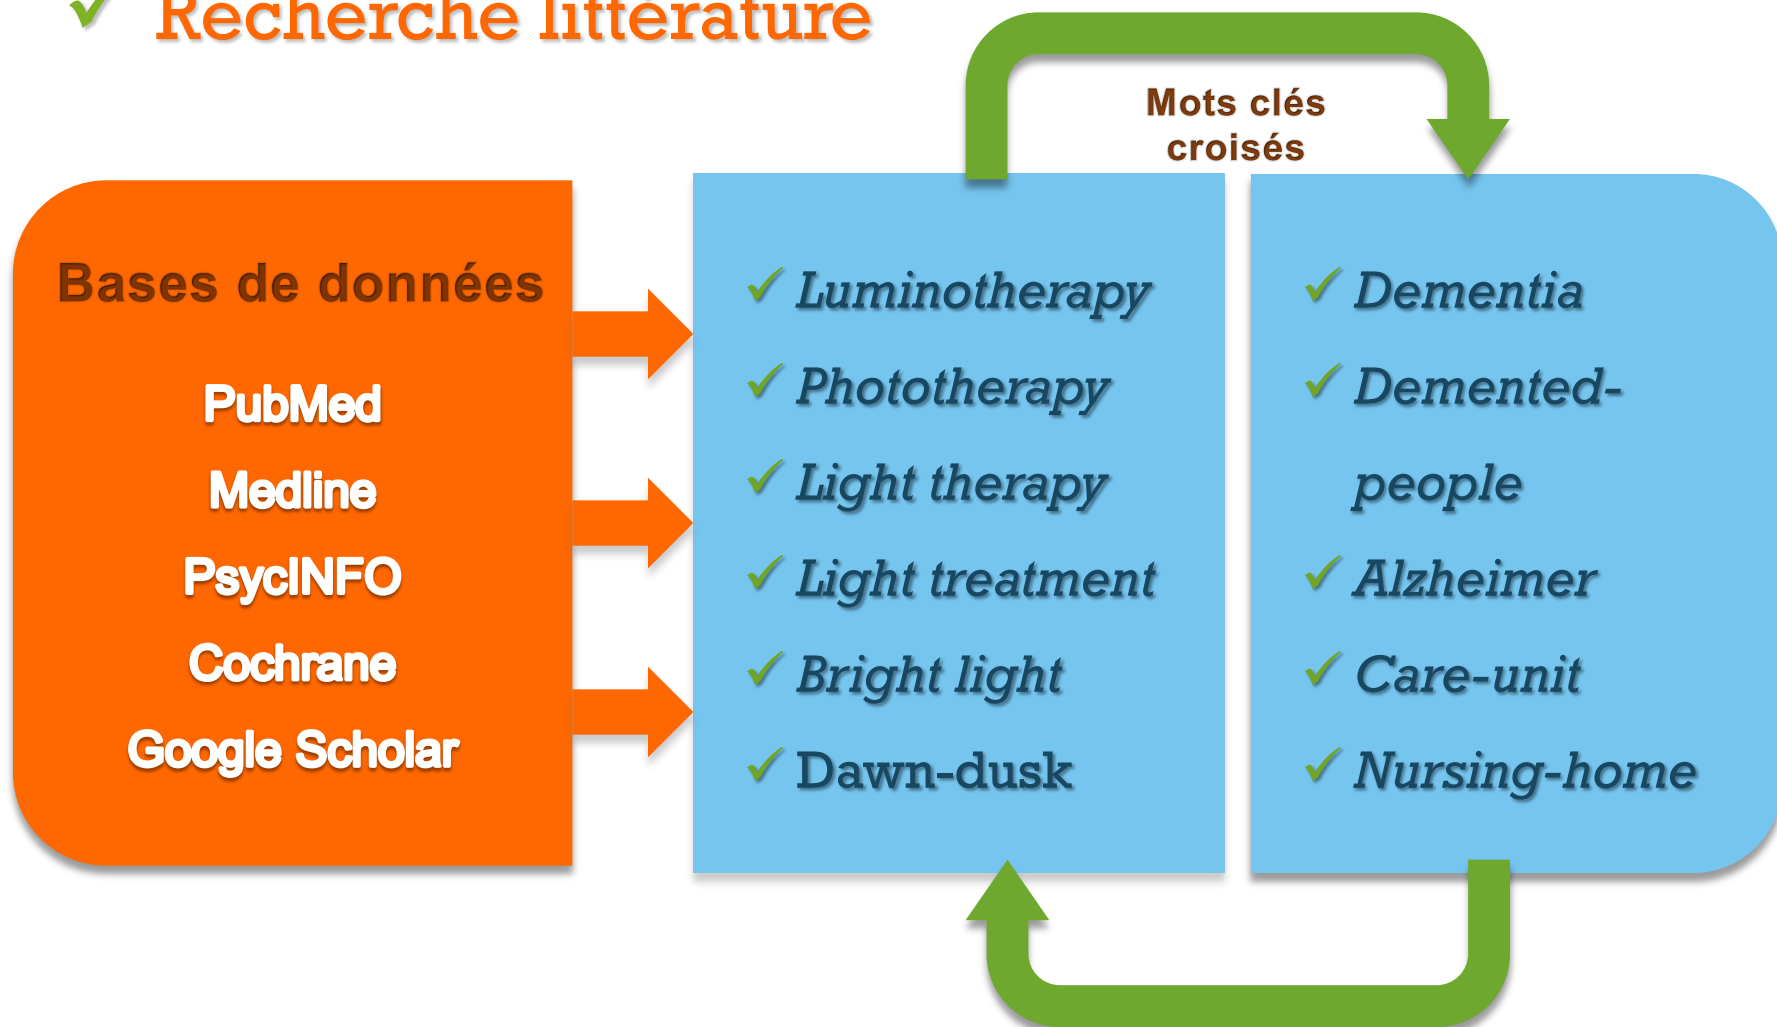 Recherche littérature
Mots clés
croisés
Bases de données
PubMed
Medline
PsycINFO
Cochrane
Google Scholar
Luminotherapy
Phototherapy
Light therapy
Light treatment
Bright light
Dawn-dusk
Dementia
Demented-
people
Alzheimer
Care-unit
Nursing-home